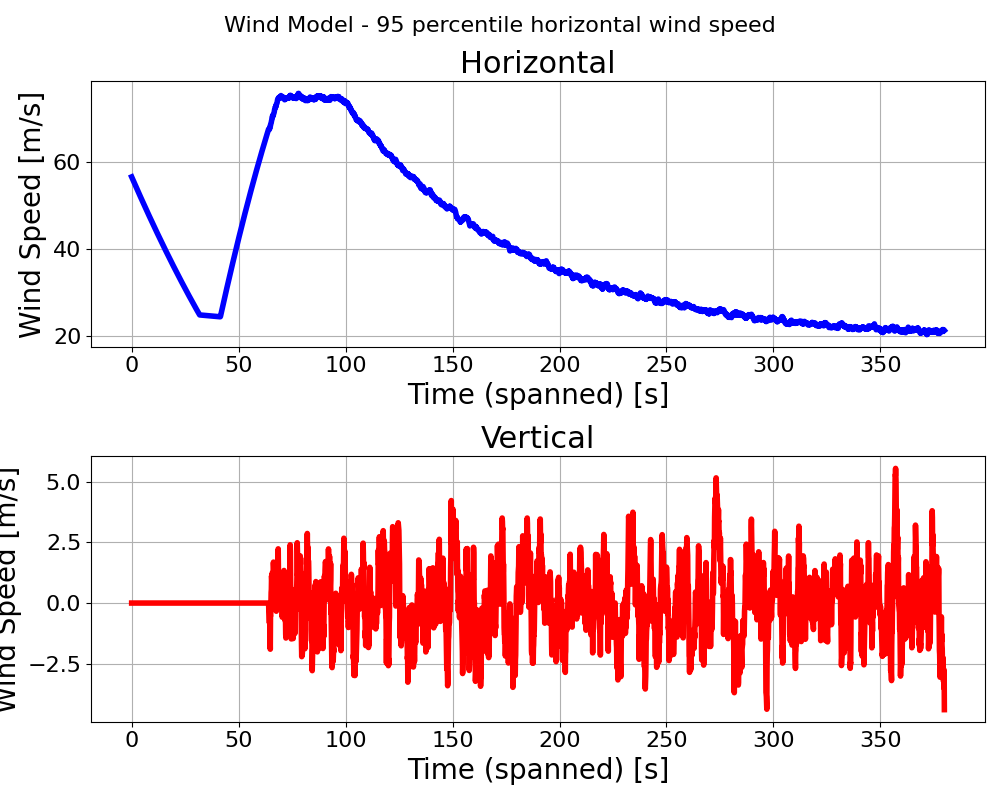 Wind Model - 95 percentile horizontal wind speed
Horizontal
Wind Speed [m/s]
60
40
20
0 50 100 150 200 250 300 350
Time (spanned) [s]
Vertical
Wind Speed [m/s]
5.0
2.5
0.0
−2.5
0 50 100 150 200 250 300 350
Time (spanned) [s]